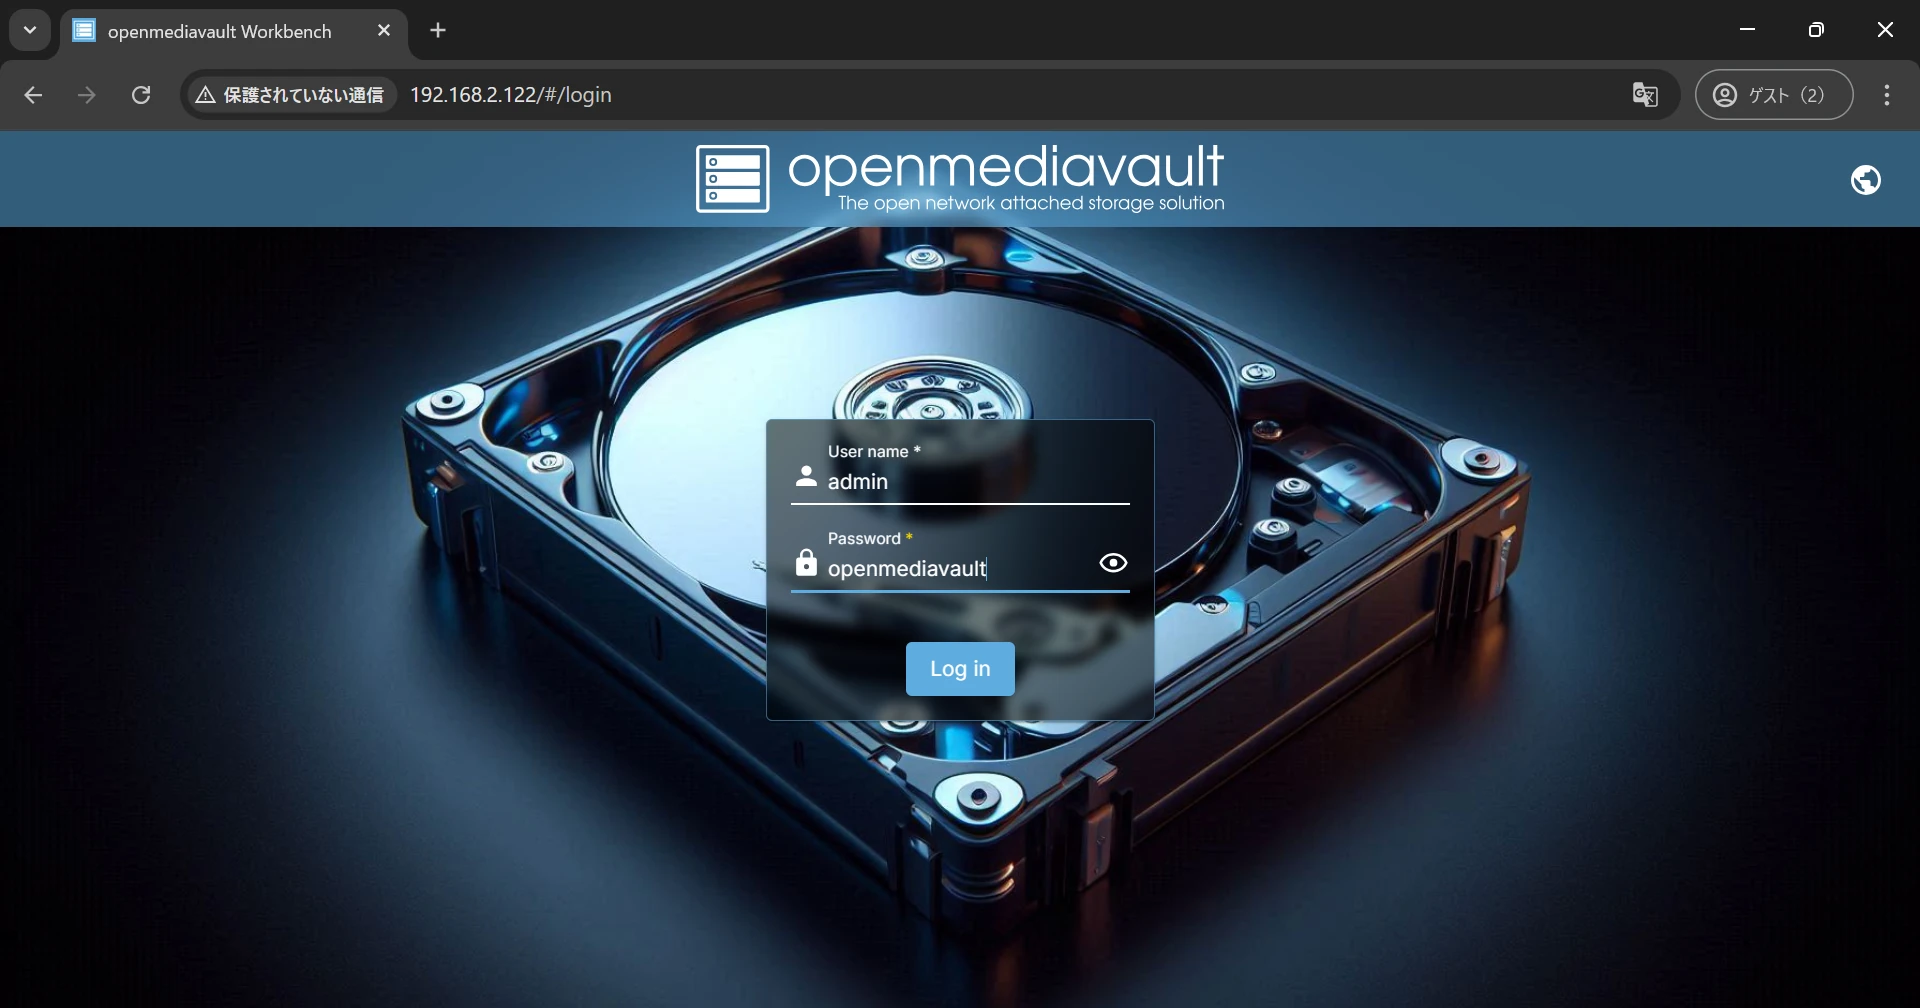 openmediavault Workbench
保護されていない通信
192.168.2.122/#/login
ゲスト (2)
openmediavault
The open network attached storage solution
User name *
admin
Password *
openmediavault
Log in